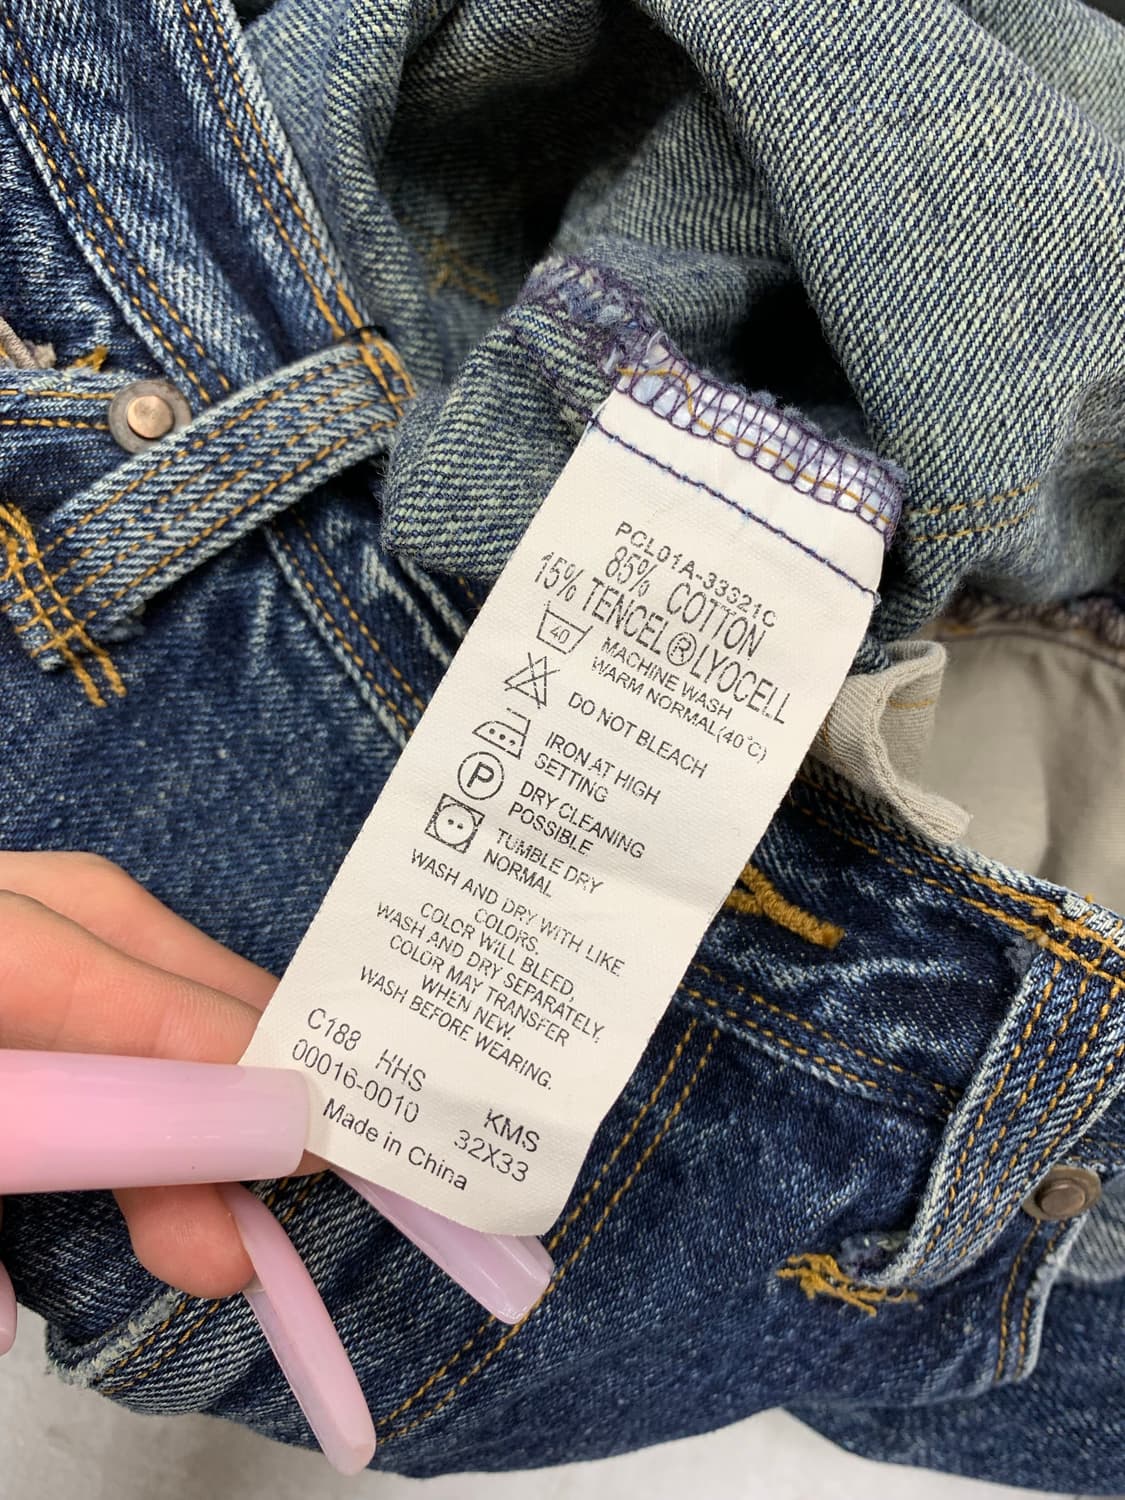 PCL01A-33321C
85% COTTON
15% TENCEL®LYOCELL
40
MACHINE WASH
WARM NORMAL(40°C)
DO NOT BLEACH
IRON AT HIGH
SETTING
P
DRY CLEANING
POSSIBLE
TUMBLE DRY
NORMAL
WASH AND DRY WITH LIKE
COLORS.
COLOR WILL BLEED,
WASH AND DRY SEPARATELY,
COLOR MAY TRANSFER
WHEN NEW.
WASH BEFORE WEARING.
C188 HHS KMS
00016-0010 32X33
Made in China